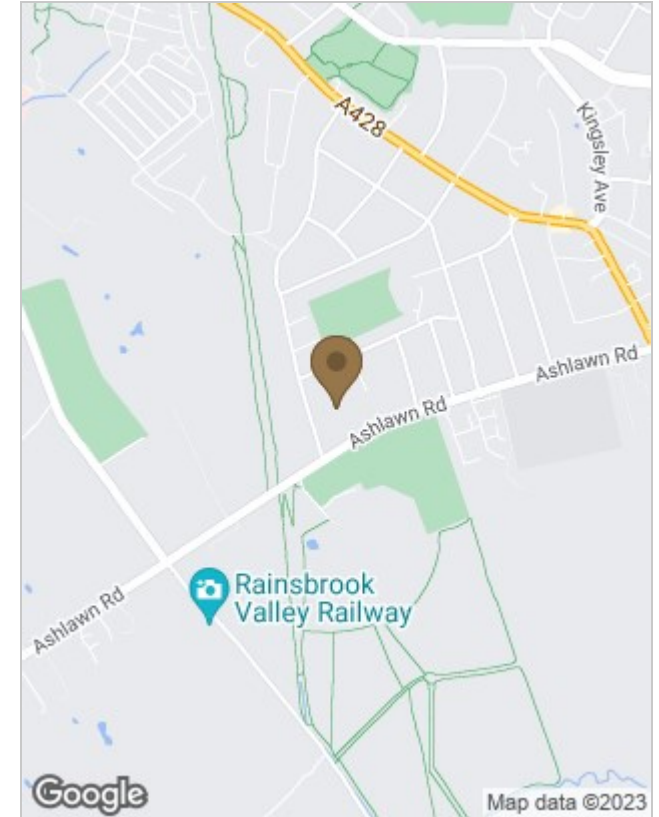 A428
Kingsley Ave
Ashlawn Rd
Ashlawn Rd
Rainsbrook
Valley Railway
Ashlawn Rd
Google
Map data ©2023